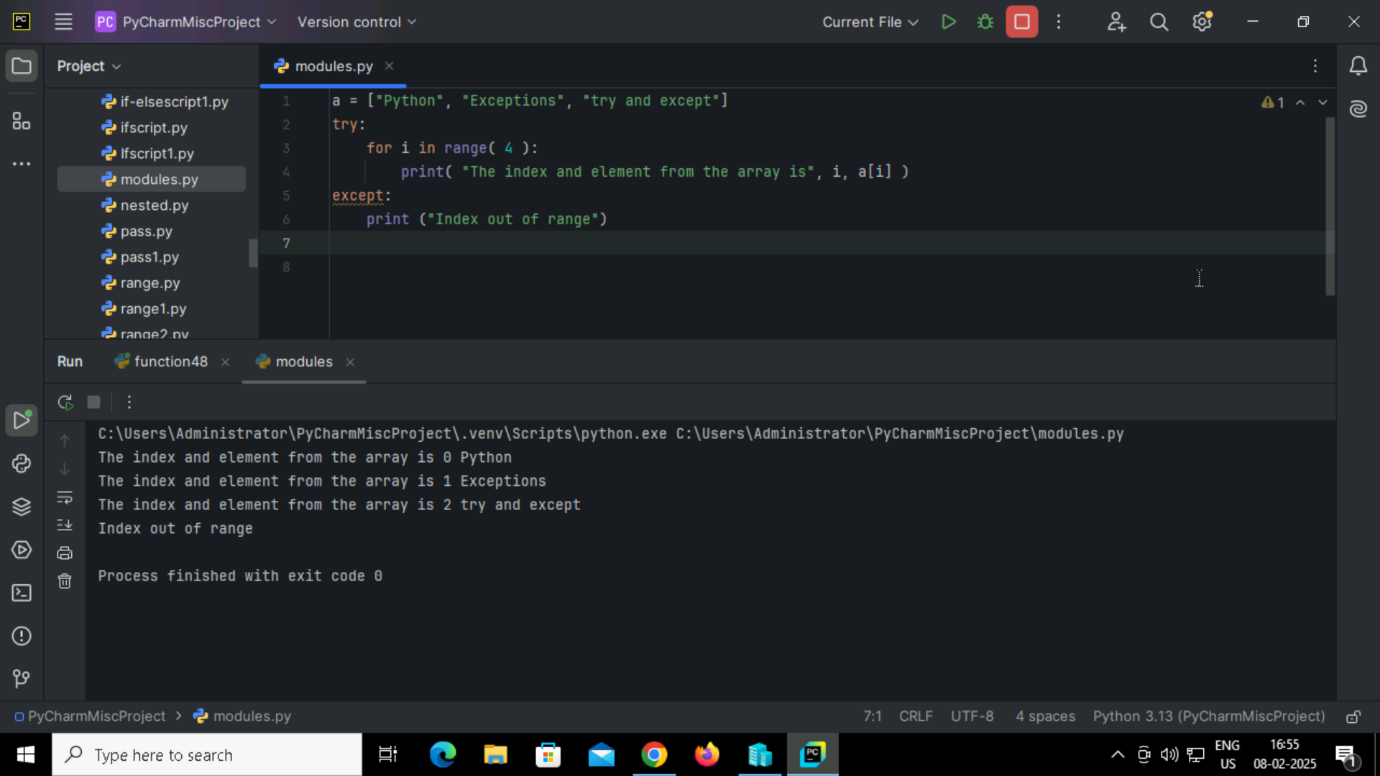 PC PyCharmMiscProject Version control Current File
Project
modules.py
if-elsescript1.py
ifscript.py
Ifscript1.py
modules.py
nested.py
pass.py
pass1.py
range.py
range1.py
range2.py
1 a = ["Python", "Exceptions", "try and except"]
2 try:
3 for i in range( 4 ):
4 print( "The index and element from the array is", i, a[i] )
5 except:
6 print ("Index out of range")
7
8
1
Run function48 modules
C:\Users\Administrator\PyCharmMiscProject\.venv\Scripts\python.exe C:\Users\Administrator\PyCharmMiscProject\modules.py
The index and element from the array is 0 Python
The index and element from the array is 1 Exceptions
The index and element from the array is 2 try and except
Index out of range
Process finished with exit code 0
PyCharmMiscProject > modules.py 7:1 CRLF UTF-8 4 spaces Python 3.13 (PyCharmMiscProject)
Type here to search
PC
ENG
US
16:55
08-02-2025
1